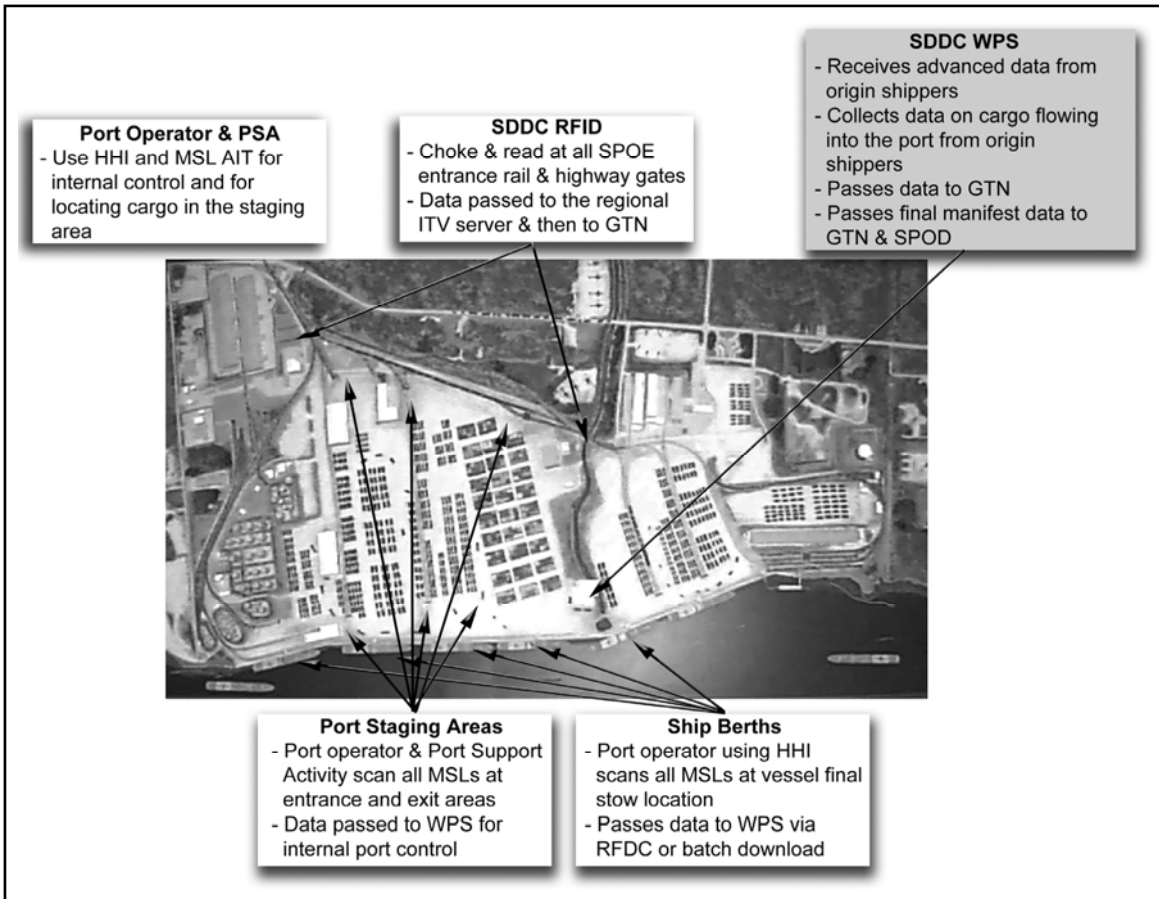 SDDC WPS
- Receives advanced data from
origin shippers
- Collects data on cargo flowing
into the port from origin
shippers
- Passes data to GTN
- Passes final manifest data to
GTN & SPOD
Port Operator & PSA
- Use HHI and MSL AIT for
internal control and for
locating cargo in the staging
area
SDDC RFID
- Choke & read at all SPOE
entrance rail & highway gates
- Data passed to the regional
ITV server & then to GTN
Port Staging Areas
- Port operator & Port Support
Activity scan all MSLs at
entrance and exit areas
- Data passed to WPS for
internal port control
Ship Berths
- Port operator using HHI
scans all MSLs at vessel final
stow location
- Passes data to WPS via
RFDC or batch download